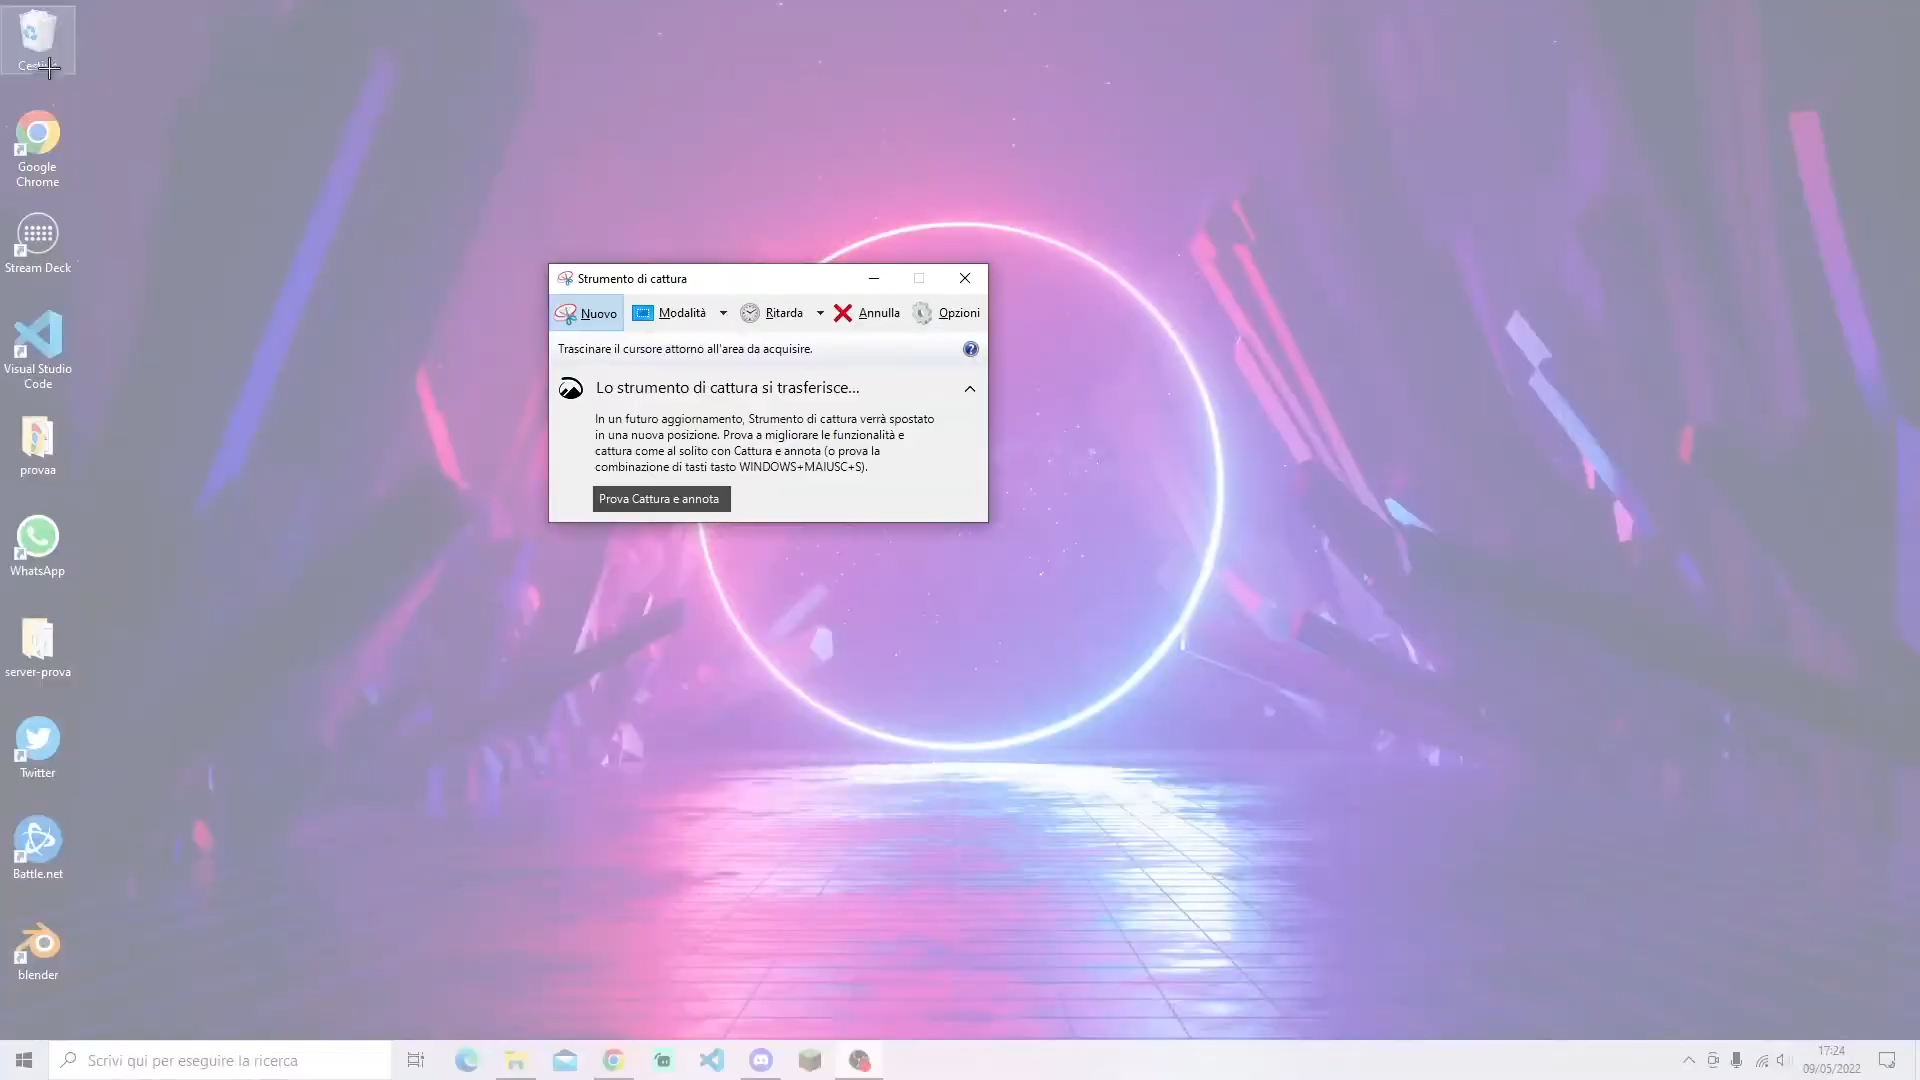 Google
Chrome
Stream Deck
Visual Studio
Code
provaa
WhatsApp
server-prova
Twitter
Battle.net
blender
Strumento di cattura
Nuovo Modalità Ritarda Annulla Opzioni
Trascinare il cursore attorno all'area da acquisire.
Lo strumento di cattura si trasferisce...
In un futuro aggiornamento, Strumento di cattura verrà spostato
in una nuova posizione. Prova a migliorare le funzionalità e
cattura come al solito con Cattura e annota (o prova la
combinazione di tasti tasto WINDOWS+MAIUSC+S).
Prova Cattura e annota
Scrivi qui per eseguire la ricerca
17:24
09/05/2022